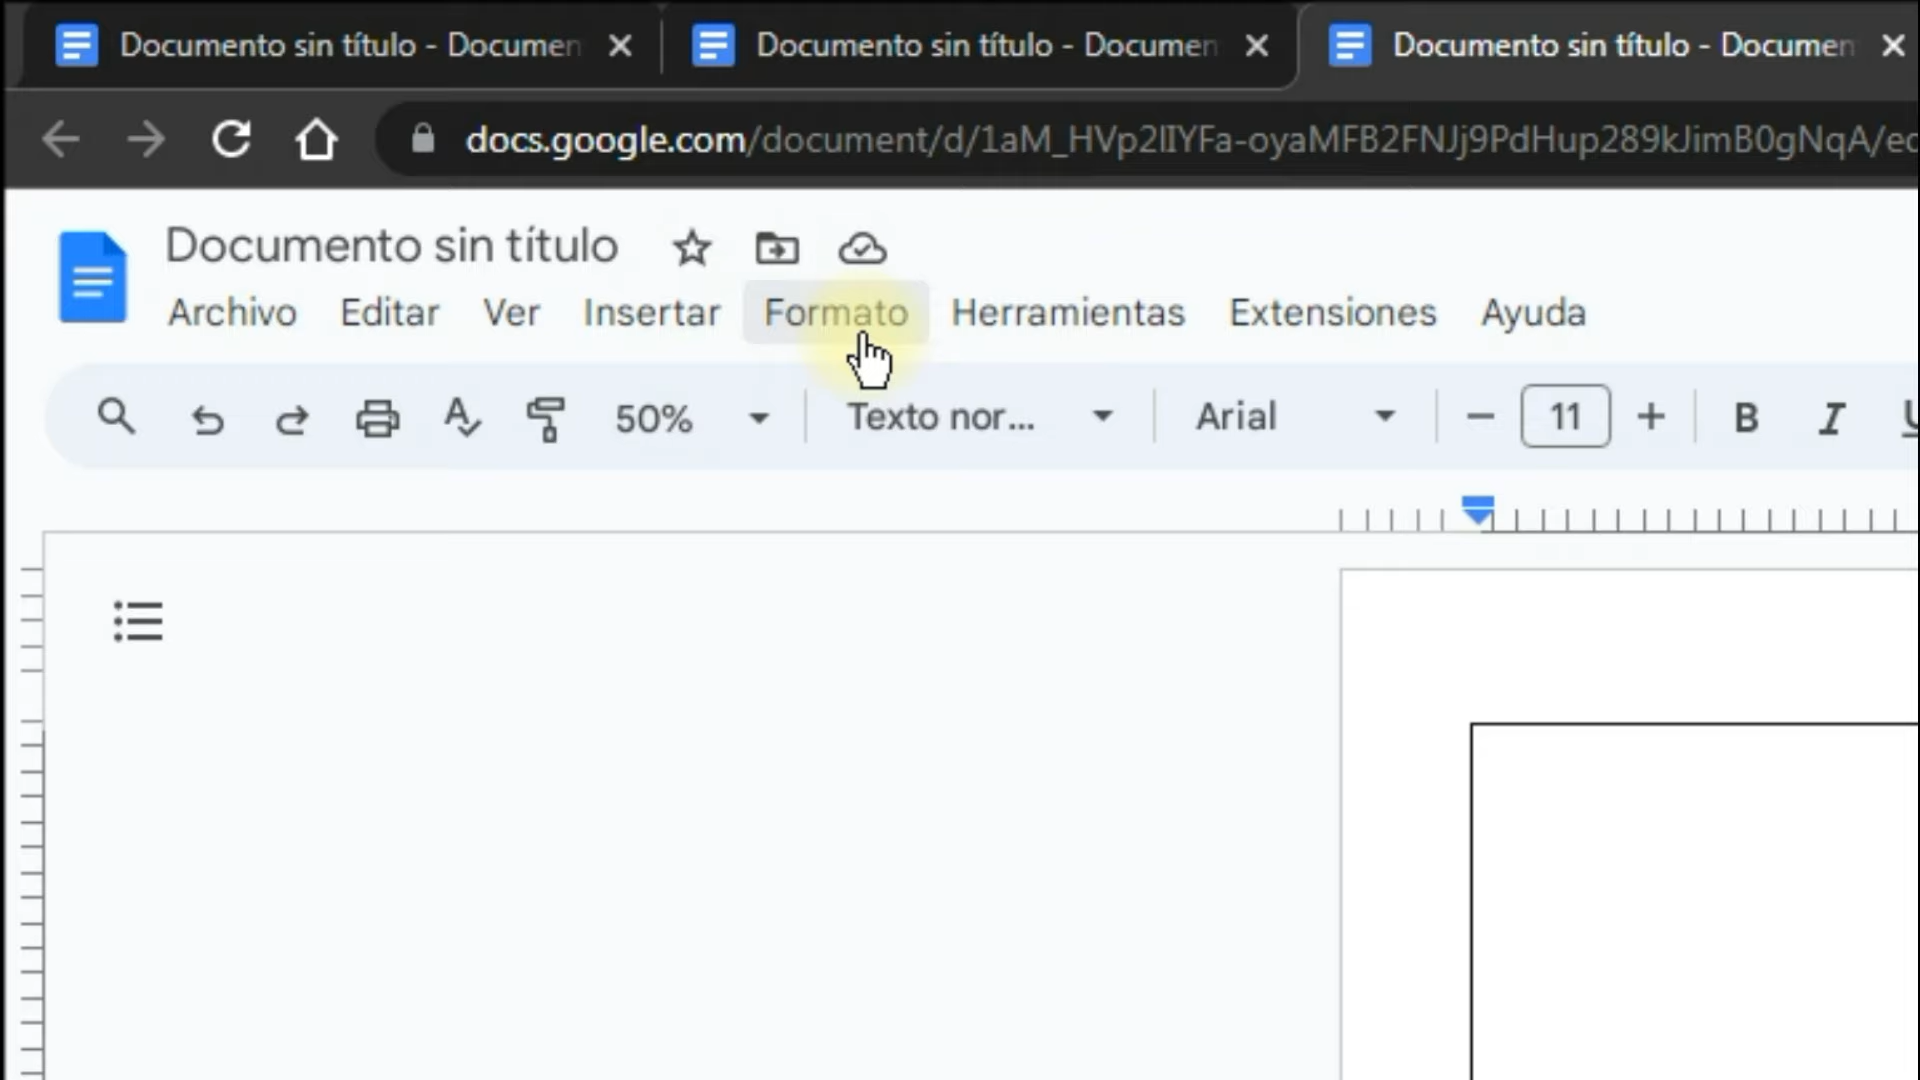 Documento sin título - Documen
Documento sin título - Documen
Documento sin título - Documen
docs.google.com/document/d/1aM_HVp2lIYFa-oyaMFB2FNJj9PdHup289kJimB0gNqA/ed
Documento sin título
Archivo Editar Ver Insertar Formato Herramientas Extensiones Ayuda
50% Texto nor... Arial 11 B I U